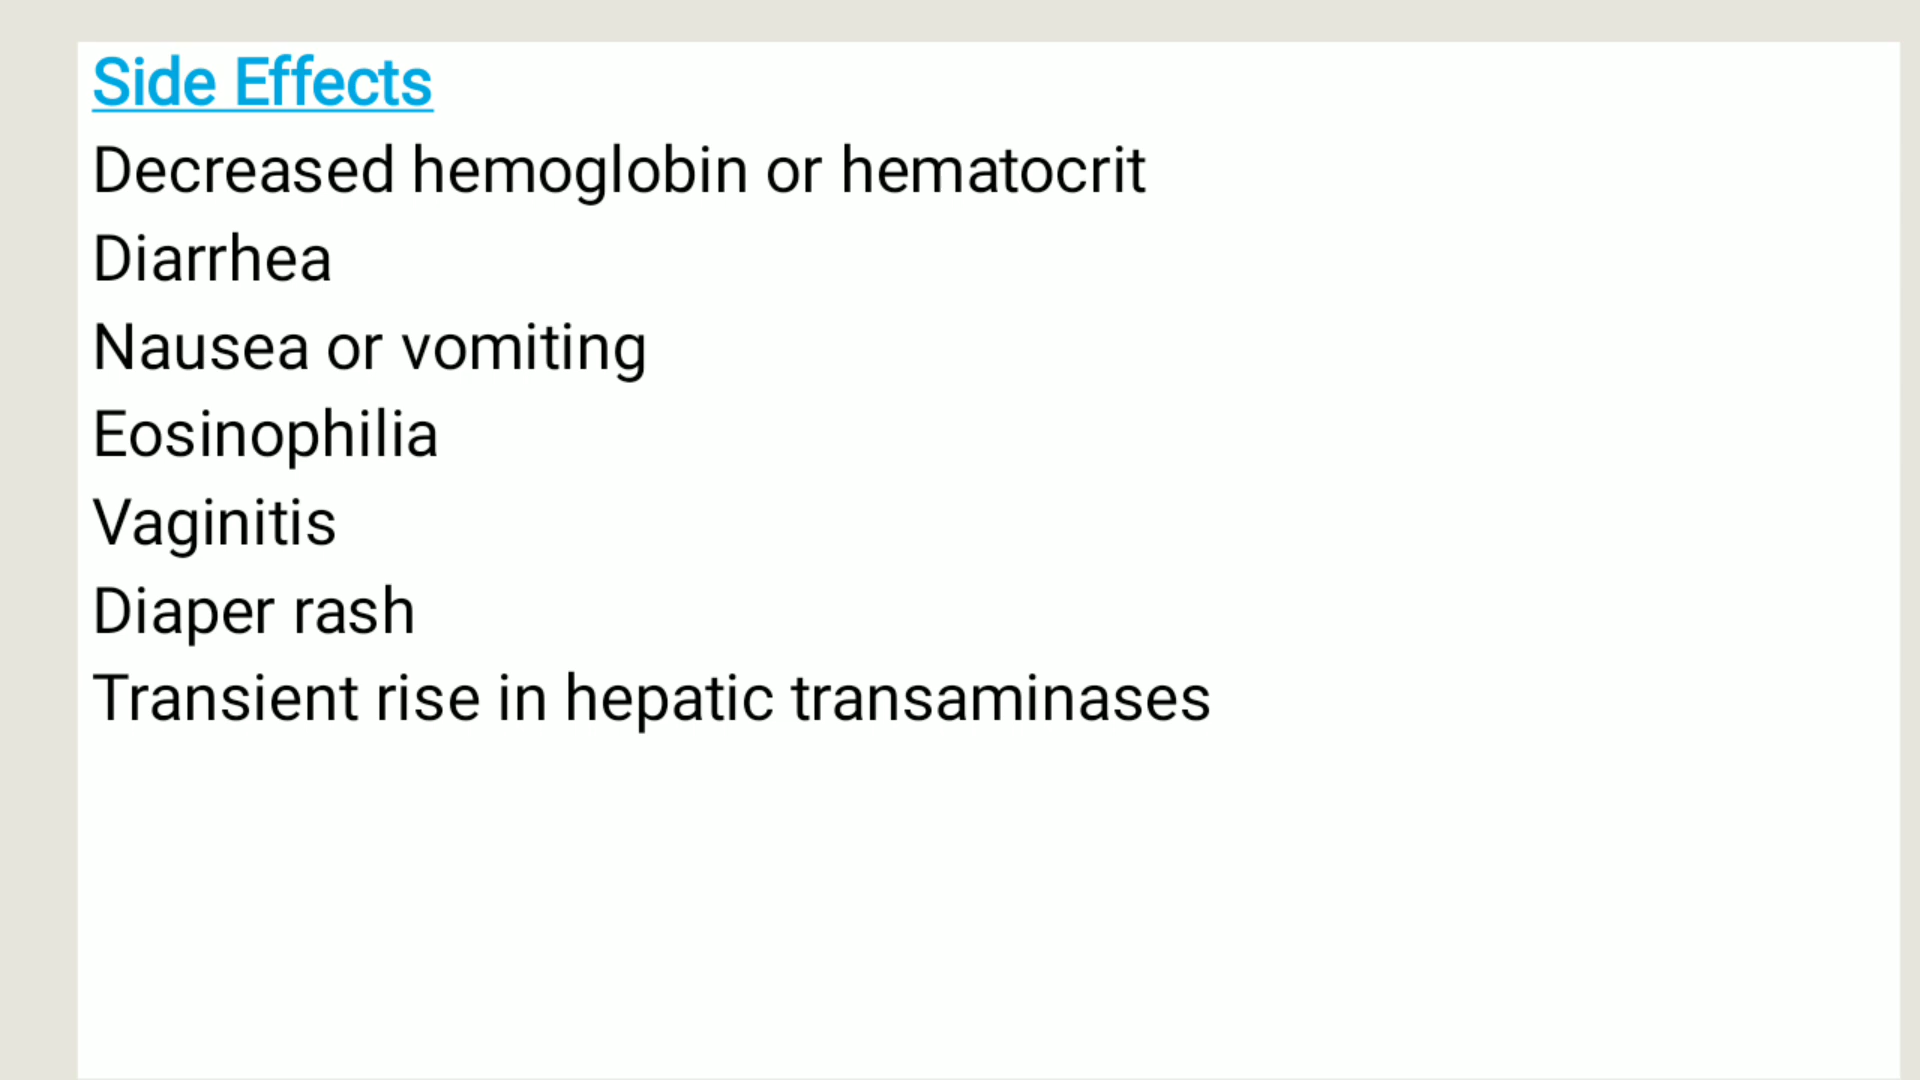 Side Effects
Decreased hemoglobin or hematocrit
Diarrhea
Nausea or vomiting
Eosinophilia
Vaginitis
Diaper rash
Transient rise in hepatic transaminases